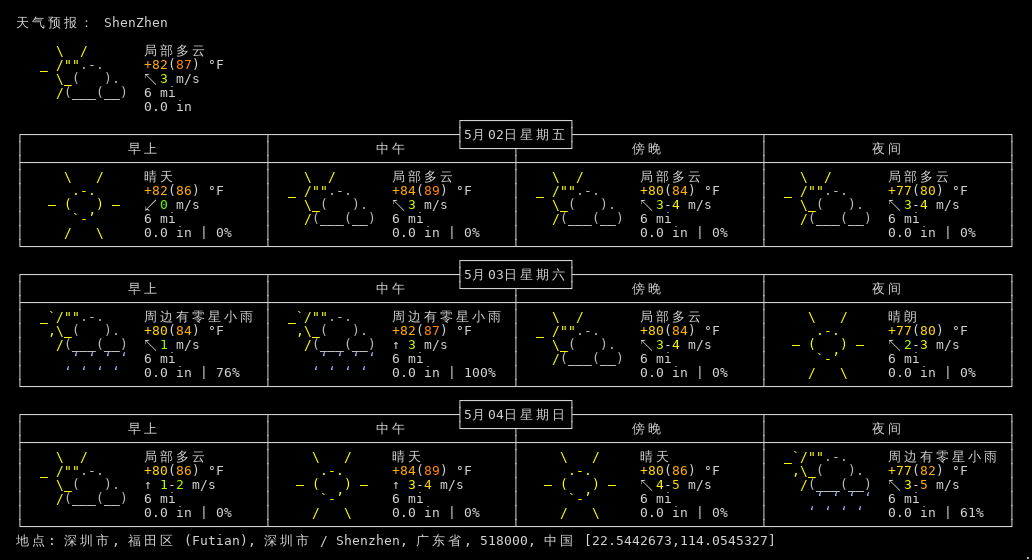 天气预报： ShenZhen
局部多云
+82(87) °F
↖3 m/s
6 mi
0.0 in
5月02日星期五
早上 中午 傍晚 夜间
晴天 局部多云 局部多云 局部多云
+82(86) °F +84(89) °F +80(84) °F +77(80) °F
↙0 m/s ↖3 m/s ↖3-4 m/s ↖3-4 m/s
6 mi 6 mi 6 mi 6 mi
0.0 in | 0% 0.0 in | 0% 0.0 in | 0% 0.0 in | 0%
5月03日星期六
早上 中午 傍晚 夜间
周边有零星小雨 周边有零星小雨 局部多云 晴朗
+80(84) °F +82(87) °F +80(84) °F +77(80) °F
↖1 m/s ↑ 3 m/s ↖3-4 m/s ↖2-3 m/s
6 mi 6 mi 6 mi 6 mi
0.0 in | 76% 0.0 in | 100% 0.0 in | 0% 0.0 in | 0%
5月04日星期日
早上 中午 傍晚 夜间
局部多云 晴天 晴天 周边有零星小雨
+80(86) °F +84(89) °F +80(86) °F +77(82) °F
↑ 1-2 m/s ↑ 3-4 m/s ↖4-5 m/s ↖3-5 m/s
6 mi 6 mi 6 mi 6 mi
0.0 in | 0% 0.0 in | 0% 0.0 in | 0% 0.0 in | 61%
地点: 深圳市, 福田区 (Futian), 深圳市 / Shenzhen, 广东省, 518000, 中国 [22.5442673,114.0545327]